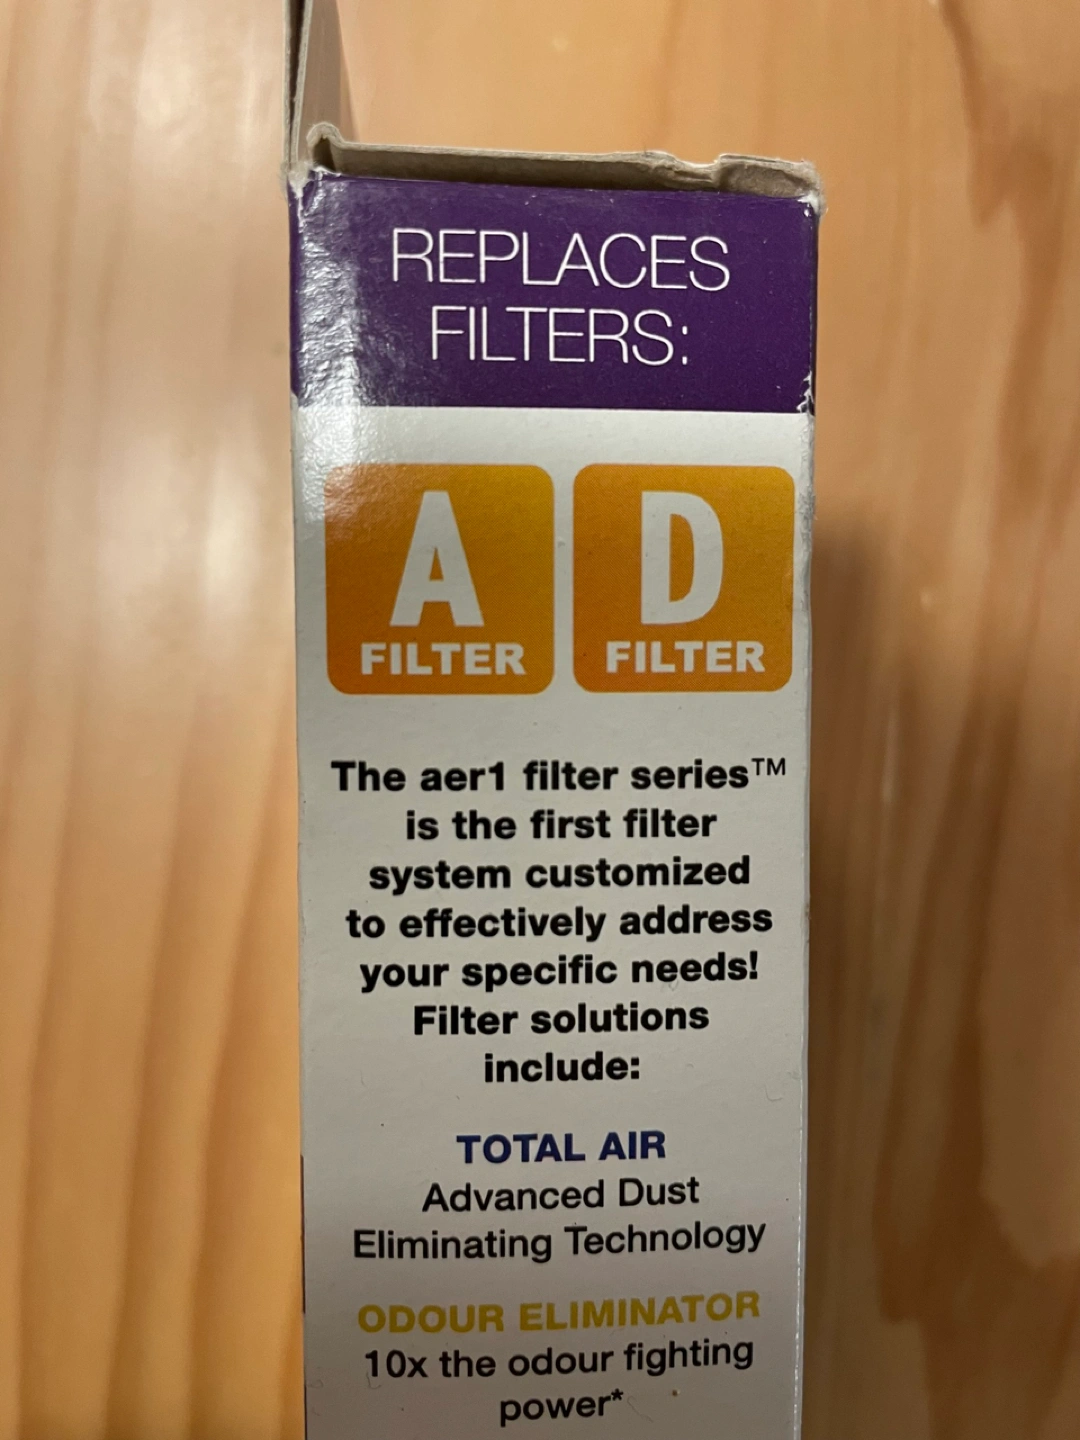 REPLACES
FILTERS:
A
FILTER
D
FILTER
The aer1 filter series™
is the first filter
system customized
to effectively address
your specific needs!
Filter solutions
include:
TOTAL AIR
Advanced Dust
Eliminating Technology
ODOUR ELIMINATOR
10x the odour fighting
power*